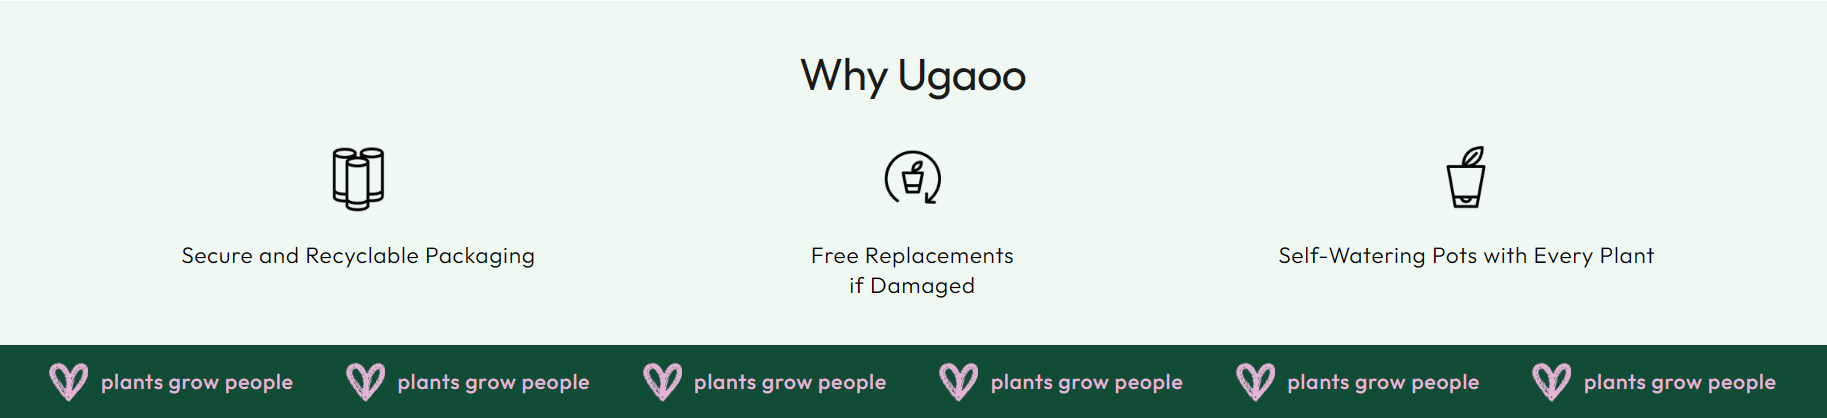 Why Ugaoo
Secure and Recyclable Packaging
Free Replacements
if Damaged
Self-Watering Pots with Every Plant
plants grow people plants grow people plants grow people plants grow people plants grow people plants grow people